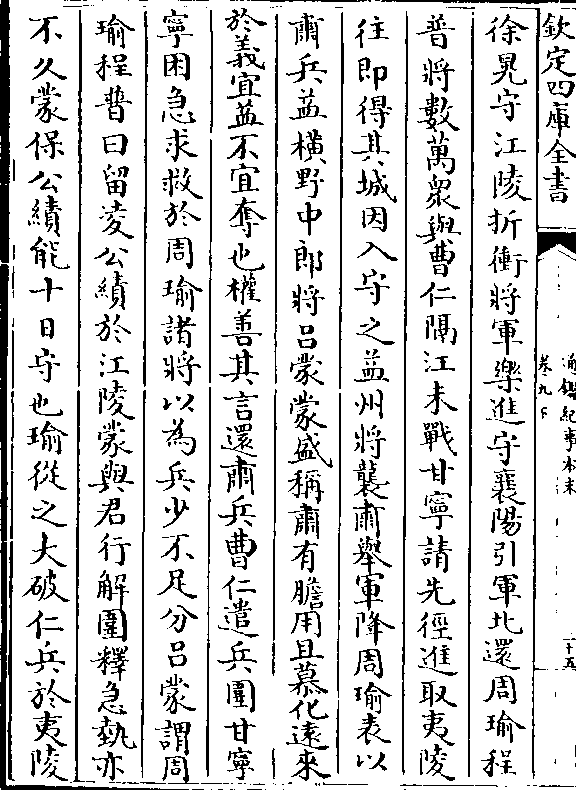 欽定四庫全書
通鑑紀事本末
卷九下
十五
徐晃守江陵折衝將軍樂進守襄陽引軍北還周瑜程
普將數萬衆與曹仁隔江未戰甘寧請先徑進取夷陵
往即得其城因入守之益州將襲肅舉軍降周瑜表以
肅兵益橫野中郎將呂蒙蒙盛稱肅有膽用且慕化遠來
於義宜益不宜奪也權善其言還肅兵曹仁遣兵圍甘寧
寧困急求救於周瑜諸將以為兵少不足分呂蒙謂周
瑜程普曰留凌公績於江陵蒙與君行解圍釋急埶亦
不久蒙保公績能十日守也瑜從之大破仁兵於夷陵